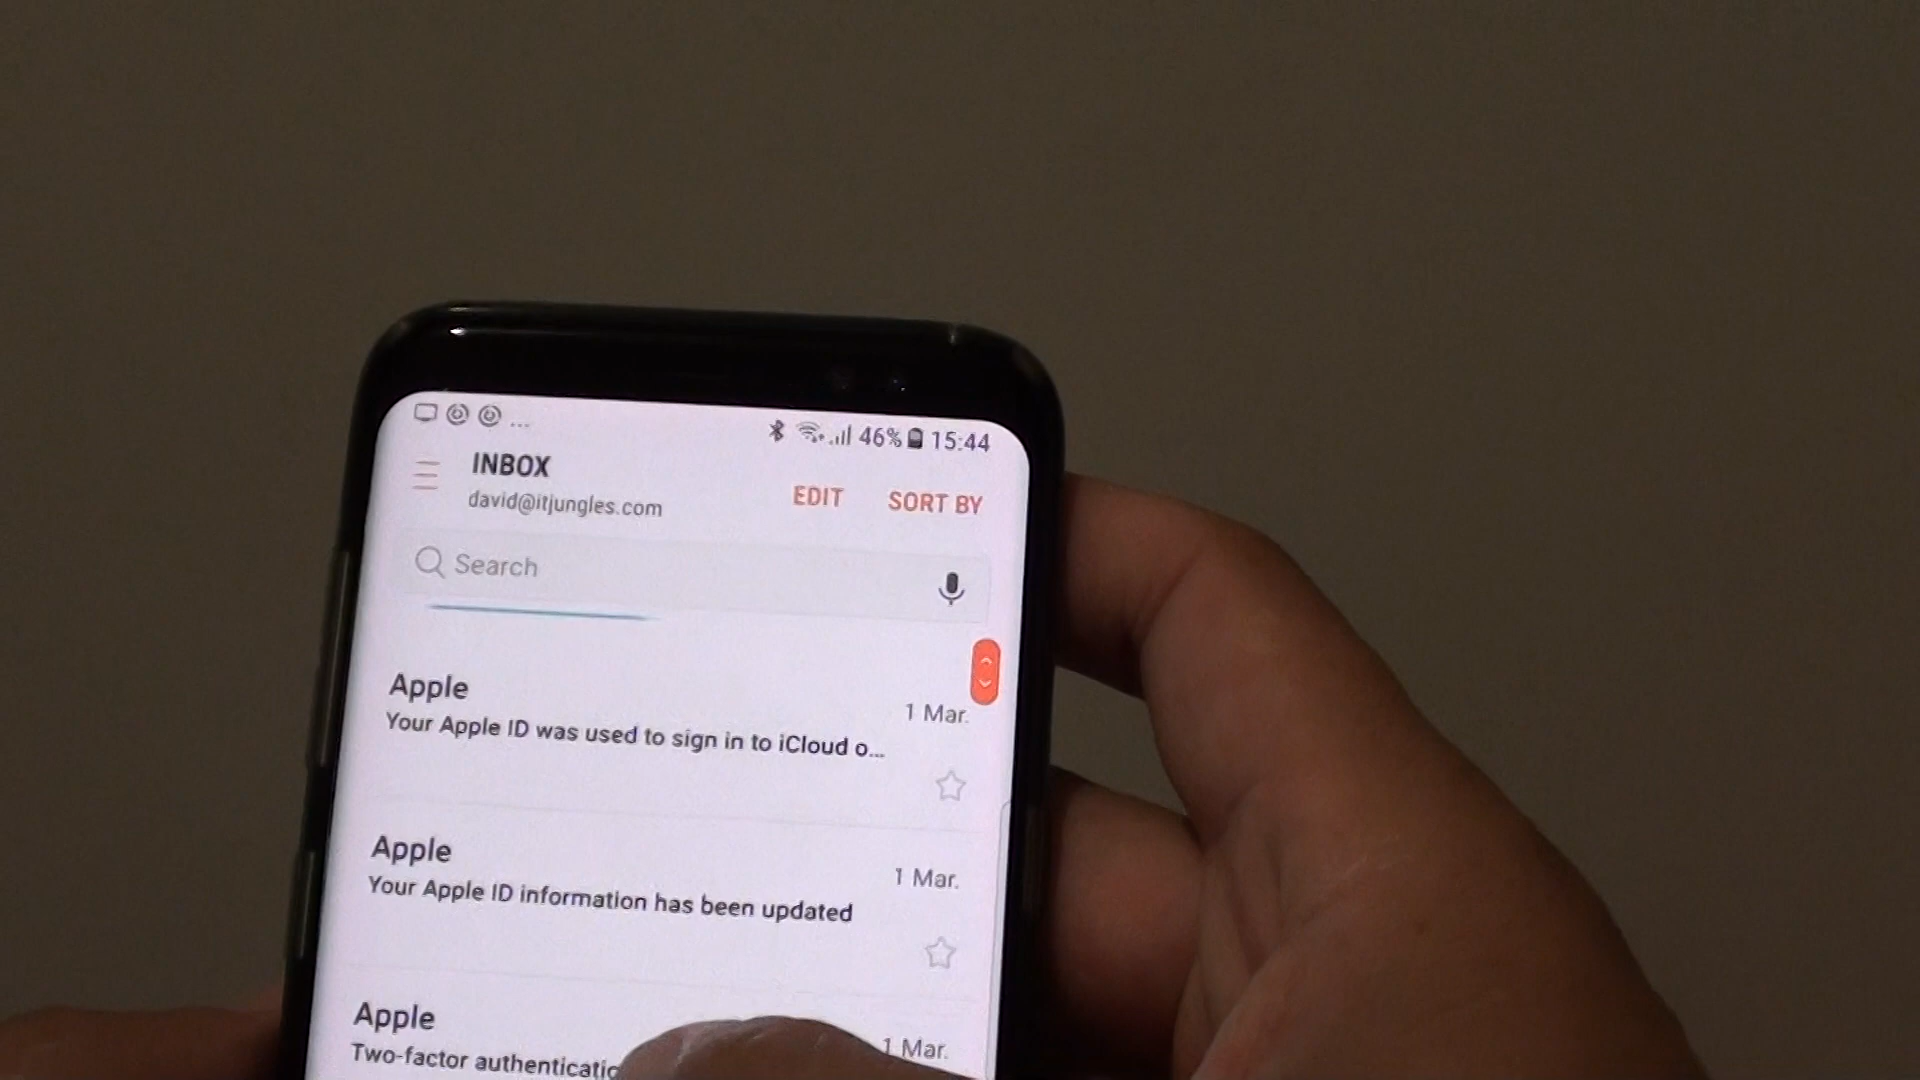 ... 46% 15:44
INBOX
david@itjungles.com
EDIT SORT BY
Search
Apple
1 Mar.
Your Apple ID was used to sign in to iCloud o...
Apple
1 Mar.
Your Apple ID information has been updated
Apple
1 Mar.
Two-factor